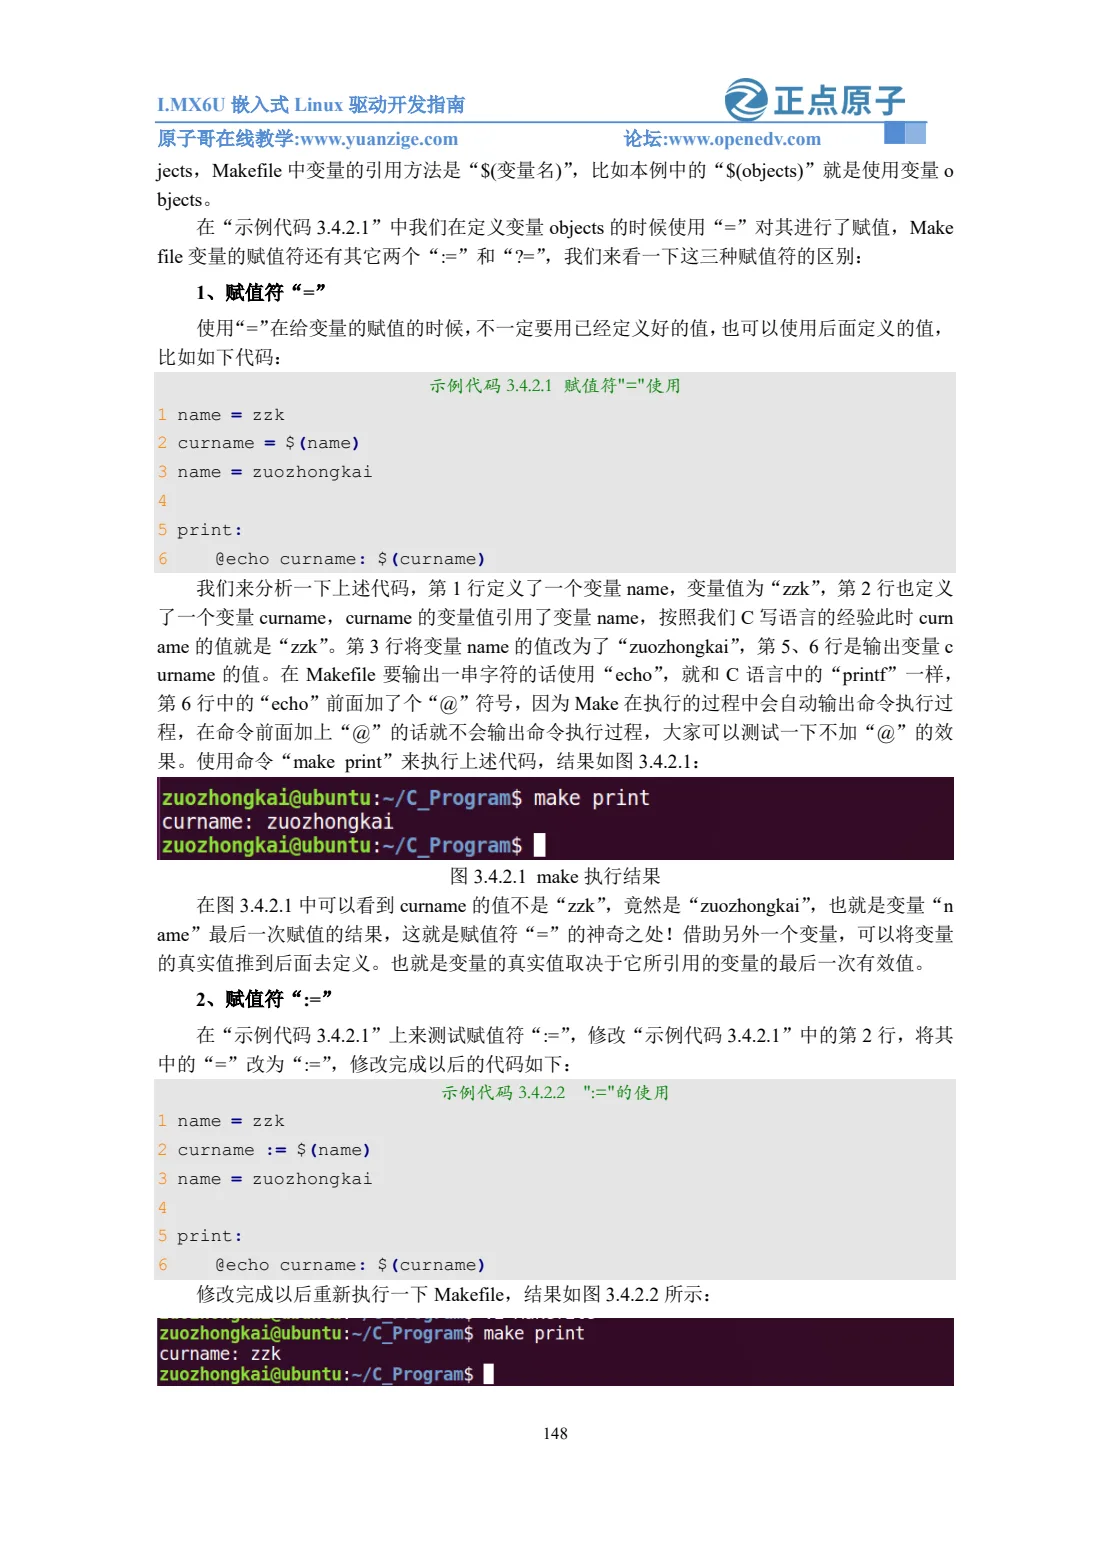 I.MX6U 嵌入式 Linux 驱动开发指南
正点原子
原子哥在线教学:www.yuanzige.com 论坛:www.openedv.com
jects，Makefile 中变量的引用方法是“$(变量名)”，比如本例中的“$(objects)”就是使用变量 o
bjects。
在“示例代码 3.4.2.1”中我们在定义变量 objects 的时候使用“=”对其进行了赋值，Make
file 变量的赋值符还有其它两个“:=”和“?=”，我们来看一下这三种赋值符的区别：
1、赋值符“=”
使用“=”在给变量的赋值的时候，不一定要用已经定义好的值，也可以使用后面定义的值，
比如如下代码：
示例代码 3.4.2.1 赋值符"="使用
1 name = zzk
2 curname = $(name)
3 name = zuozhongkai
4
5 print:
6 @echo curname: $(curname)
我们来分析一下上述代码，第 1 行定义了一个变量 name，变量值为“zzk”，第 2 行也定义
了一个变量 curname，curname 的变量值引用了变量 name，按照我们 C 写语言的经验此时 curn
ame 的值就是“zzk”。第 3 行将变量 name 的值改为了“zuozhongkai”，第 5、6 行是输出变量 c
urname 的值。在 Makefile 要输出一串字符的话使用“echo”，就和 C 语言中的“printf”一样，
第 6 行中的“echo”前面加了个“@”符号，因为 Make 在执行的过程中会自动输出命令执行过
程，在命令前面加上“@”的话就不会输出命令执行过程，大家可以测试一下不加“@”的效
果。使用命令“make print”来执行上述代码，结果如图 3.4.2.1：
zuozhongkai@ubuntu:~/C_Program$ make print
curname: zuozhongkai
zuozhongkai@ubuntu:~/C_Program$
图 3.4.2.1 make 执行结果
在图 3.4.2.1 中可以看到 curname 的值不是“zzk”，竟然是“zuozhongkai”，也就是变量“n
ame”最后一次赋值的结果，这就是赋值符“=”的神奇之处！借助另外一个变量，可以将变量
的真实值推到后面去定义。也就是变量的真实值取决于它所引用的变量的最后一次有效值。
2、赋值符“:=”
在“示例代码 3.4.2.1”上来测试赋值符“:=”，修改“示例代码 3.4.2.1”中的第 2 行，将其
中的“=”改为“:=”，修改完成以后的代码如下：
示例代码 3.4.2.2 ":="的使用
1 name = zzk
2 curname := $(name)
3 name = zuozhongkai
4
5 print:
6 @echo curname: $(curname)
修改完成以后重新执行一下 Makefile，结果如图 3.4.2.2 所示：
zuozhongkai@ubuntu:~/C_Program$ make print
curname: zzk
zuozhongkai@ubuntu:~/C_Program$
148